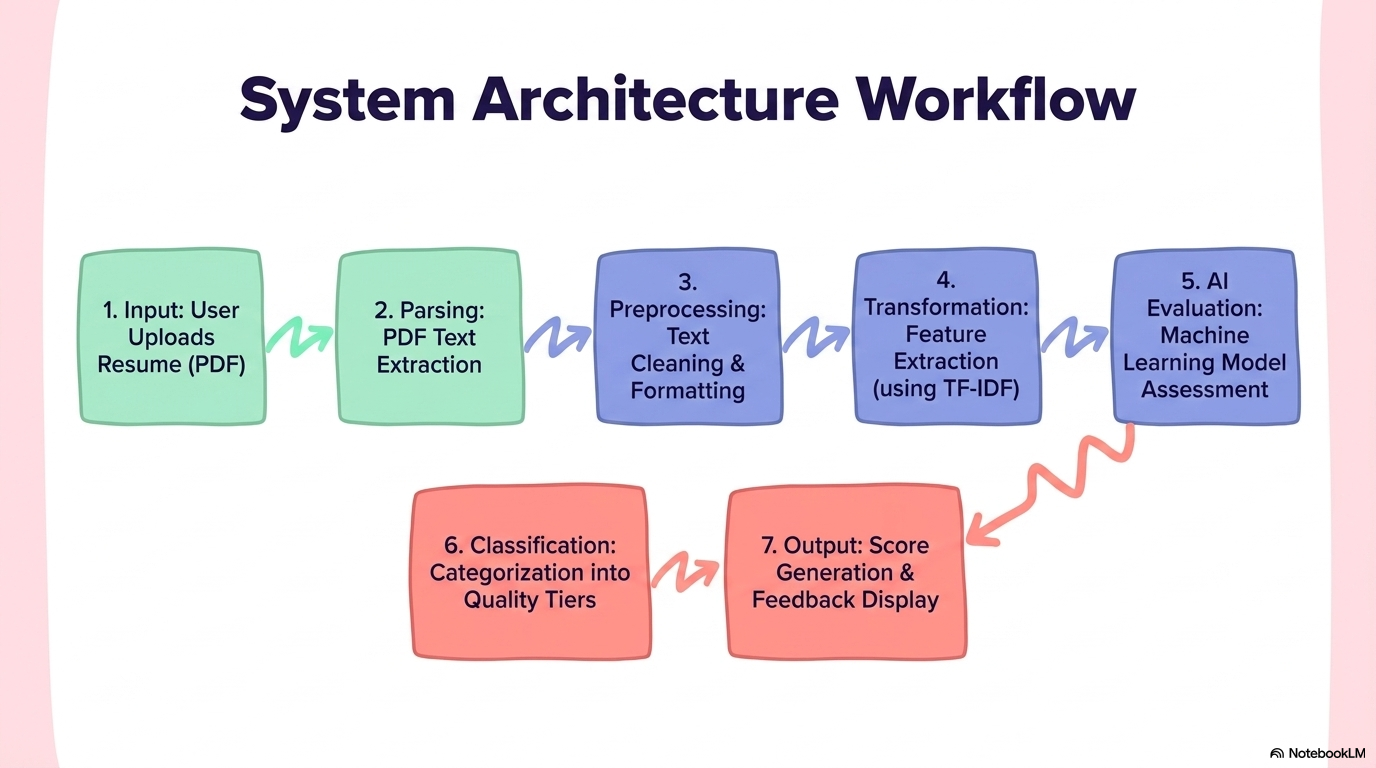 System Architecture Workflow
1. Input: User
Uploads
Resume (PDF)
2. Parsing:
PDF Text
Extraction
3.
Preprocessing:
Text
Cleaning &
Formatting
4.
Transformation:
Feature
Extraction
(using TF-IDF)
5. AI
Evaluation:
Machine
Learning Model
Assessment
6. Classification:
Categorization into
Quality Tiers
7. Output: Score
Generation &
Feedback Display
NotebookLM